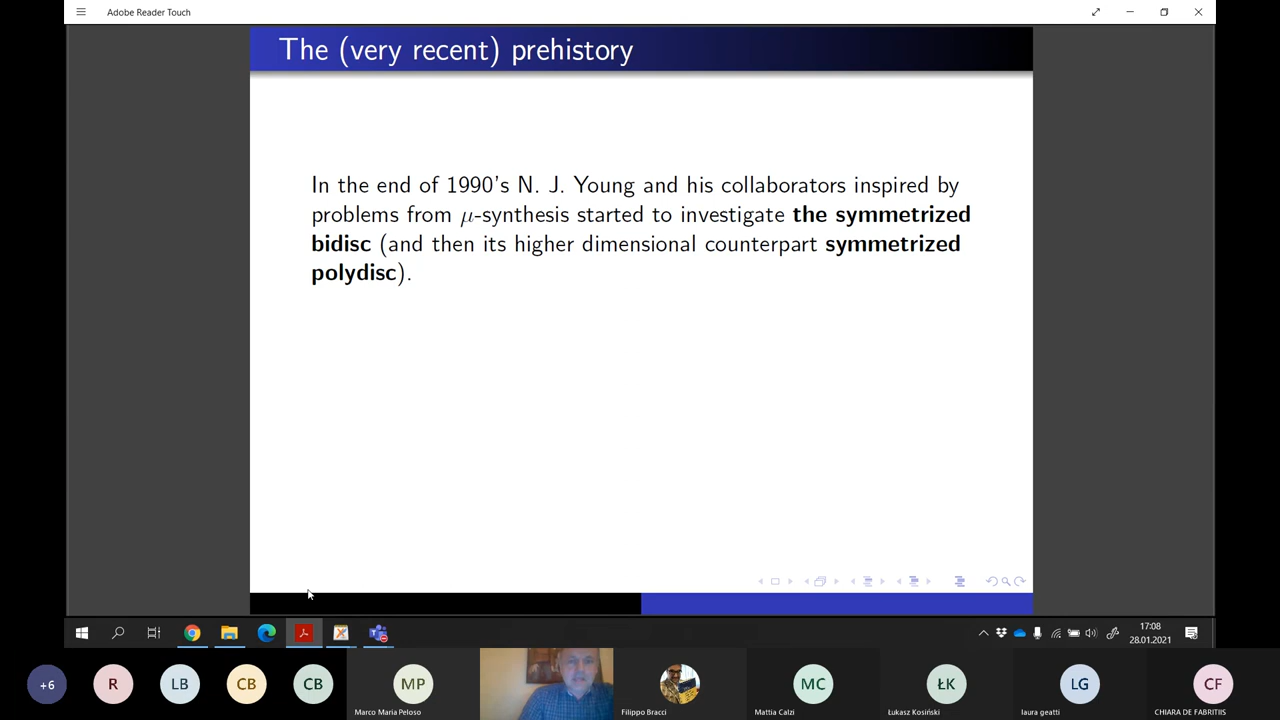 Adobe Reader Touch
The (very recent) prehistory
In the end of 1990's N. J. Young and his collaborators inspired by
problems from μ-synthesis started to investigate the symmetrized
bidisc (and then its higher dimensional counterpart symmetrized
polydisc).
17:08
28.01.2021
+6
R
LB
CB
CB
MP
MC
ŁK
LG
CF
Marco Maria Peloso
Filippo Bracci
Mattia Calzi
Łukasz Kosiński
laura geatti
CHIARA DE FABRITIIS